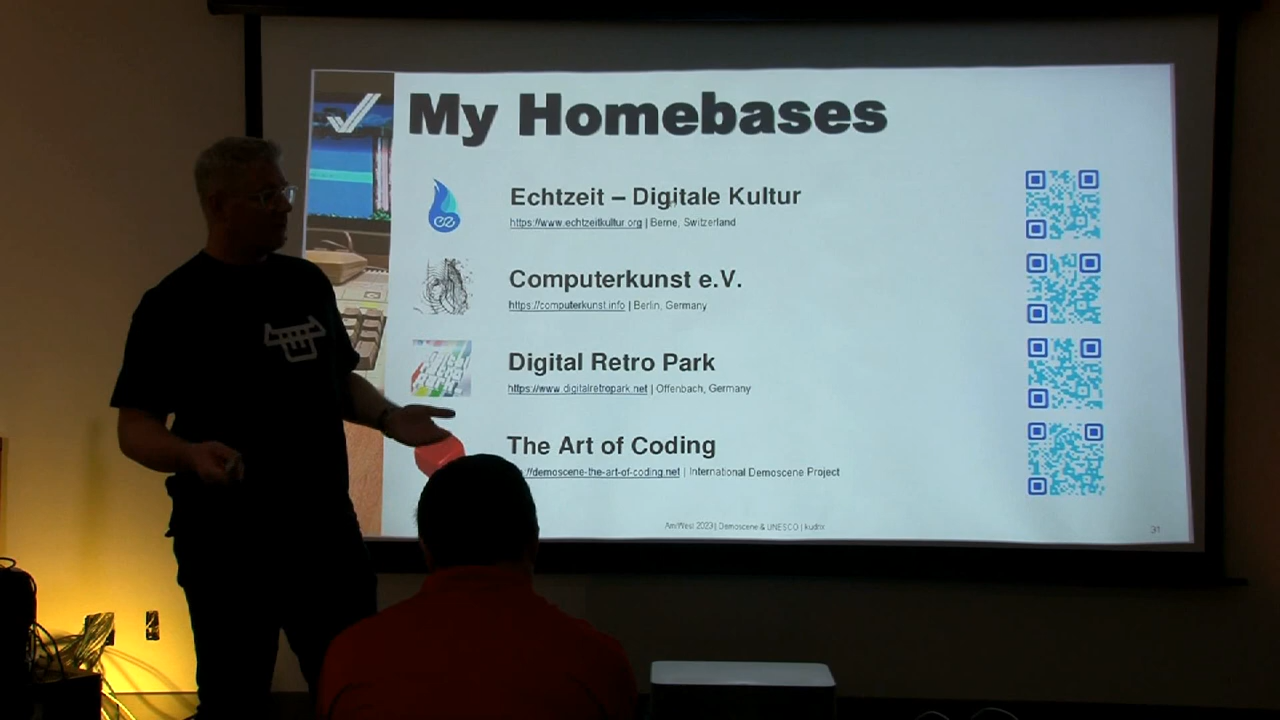 My Homebases
Echtzeit – Digitale Kultur
https://www.echtzeitkultur.org | Berne, Switzerland
Computerkunst e.V.
https://computerkunst.info | Berlin, Germany
Digital Retro Park
https://www.digitalretropark.net | Offenbach, Germany
The Art of Coding
://demoscene-the-art-of-coding.net | International Demoscene Project
AmiWest 2023 | Demoscene & UNESCO |
31